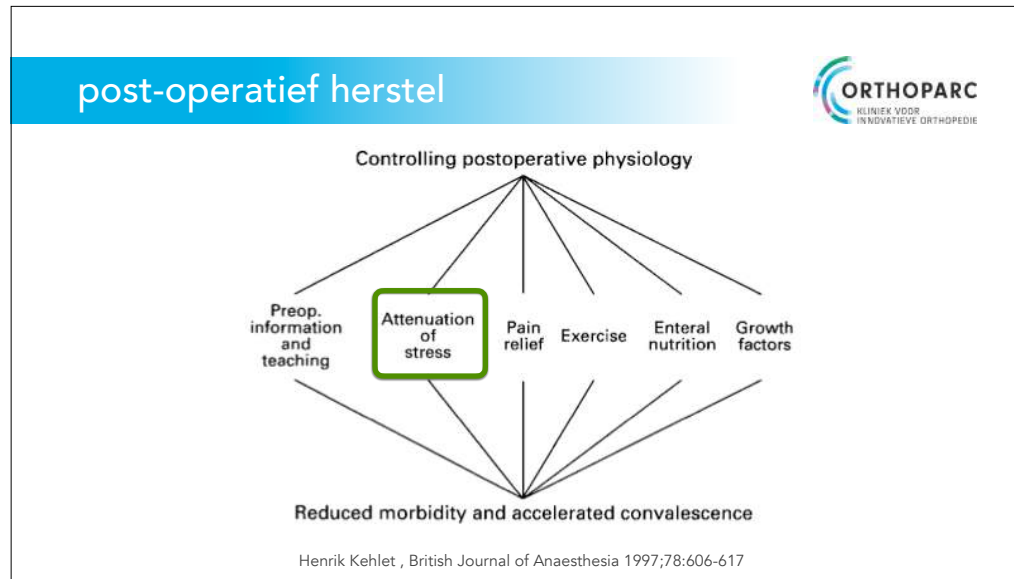 post-operatief herstel
ORTHOPARC
KLINIEK VOOR
INNOVATIEVE ORTHOPEDIE
Controlling postoperative physiology
Preop.
information
and
teaching
Attenuation
of
stress
Pain
relief
Exercise
Enteral
nutrition
Growth
factors
Reduced morbidity and accelerated convalescence
Henrik Kehlet , British Journal of Anaesthesia 1997;78:606-617